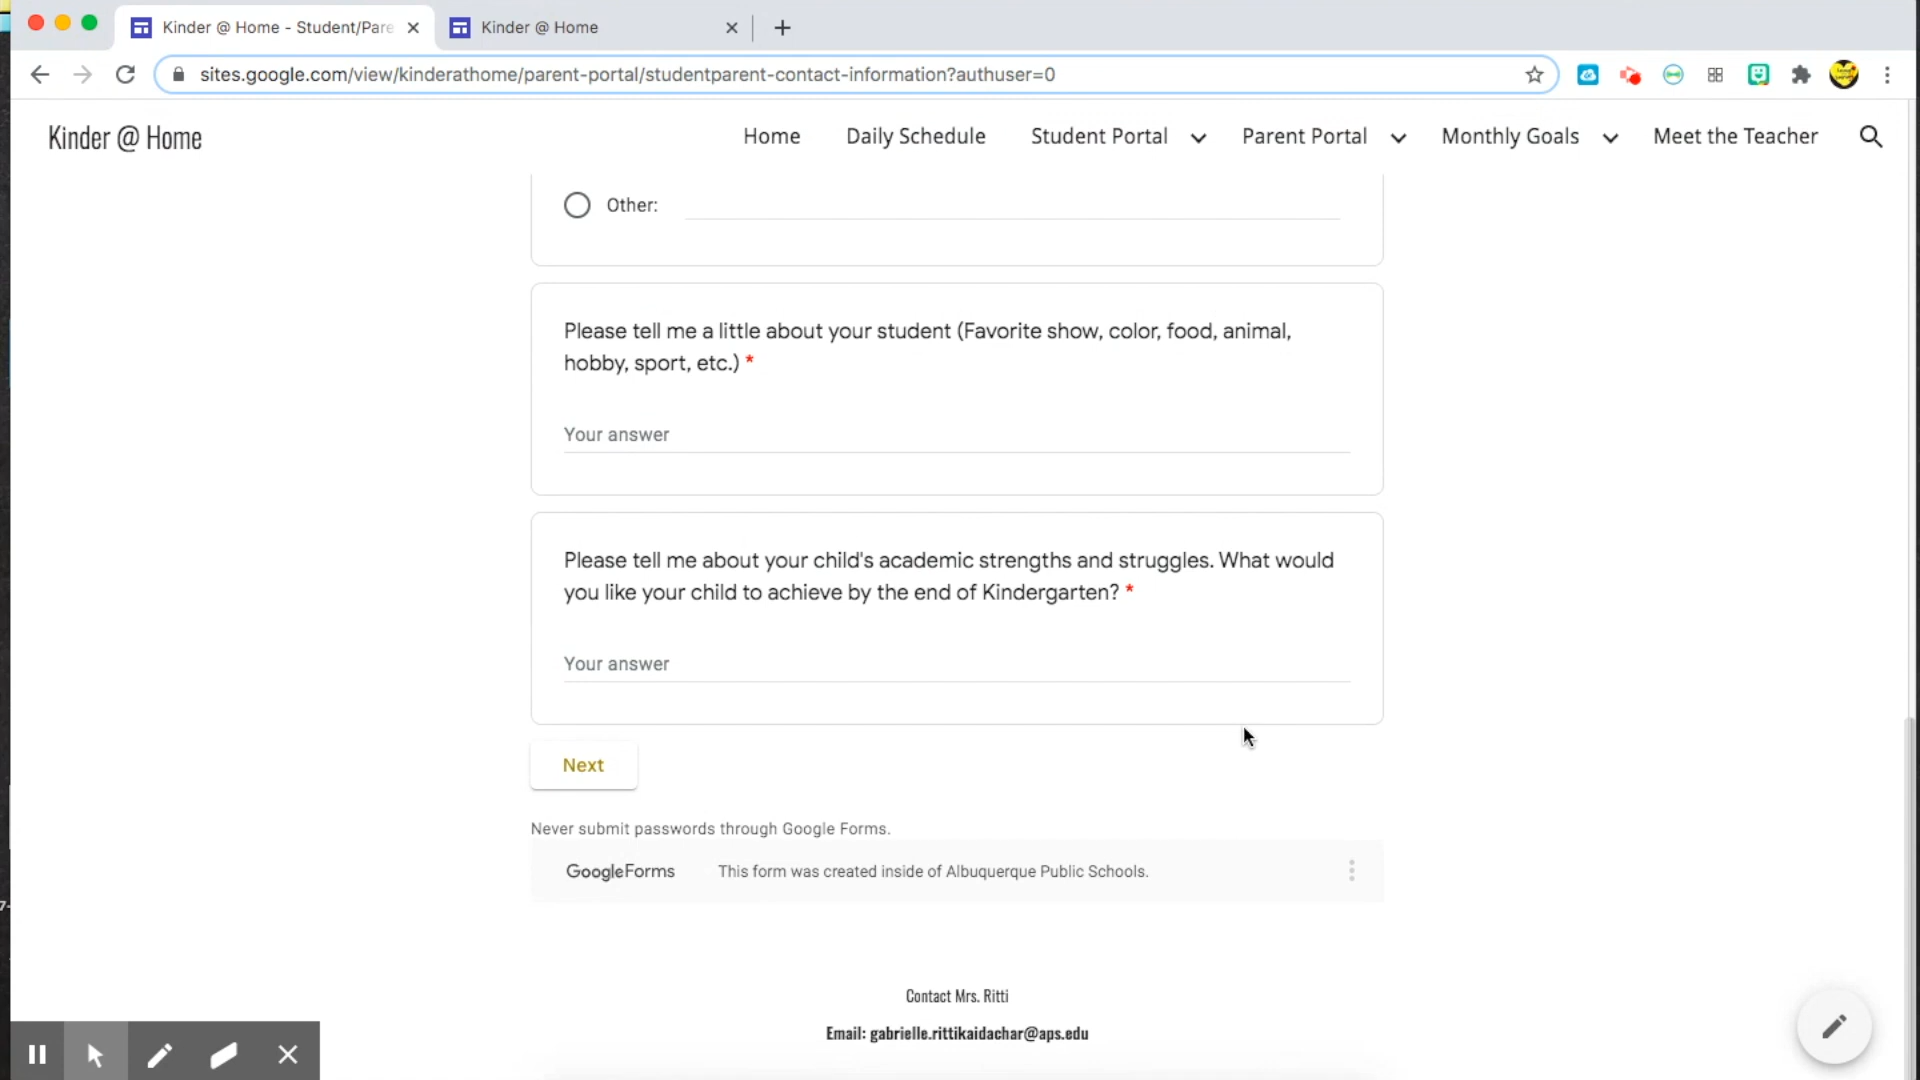 Kinder @ Home - Student/Pare
Kinder @ Home
sites.google.com/view/kinderathome/parent-portal/studentparent-contact-information?authuser=0
Kinder @ Home
Home
Daily Schedule
Student Portal
Parent Portal
Monthly Goals
Meet the Teacher
Other:
Please tell me a little about your student (Favorite show, color, food, animal,
hobby, sport, etc.) *
Your answer
Please tell me about your child's academic strengths and struggles. What would
you like your child to achieve by the end of Kindergarten? *
Your answer
Next
Never submit passwords through Google Forms.
GoogleForms
This form was created inside of Albuquerque Public Schools.
Contact Mrs. Ritti
Email: gabrielle.rittikaidachar@aps.edu